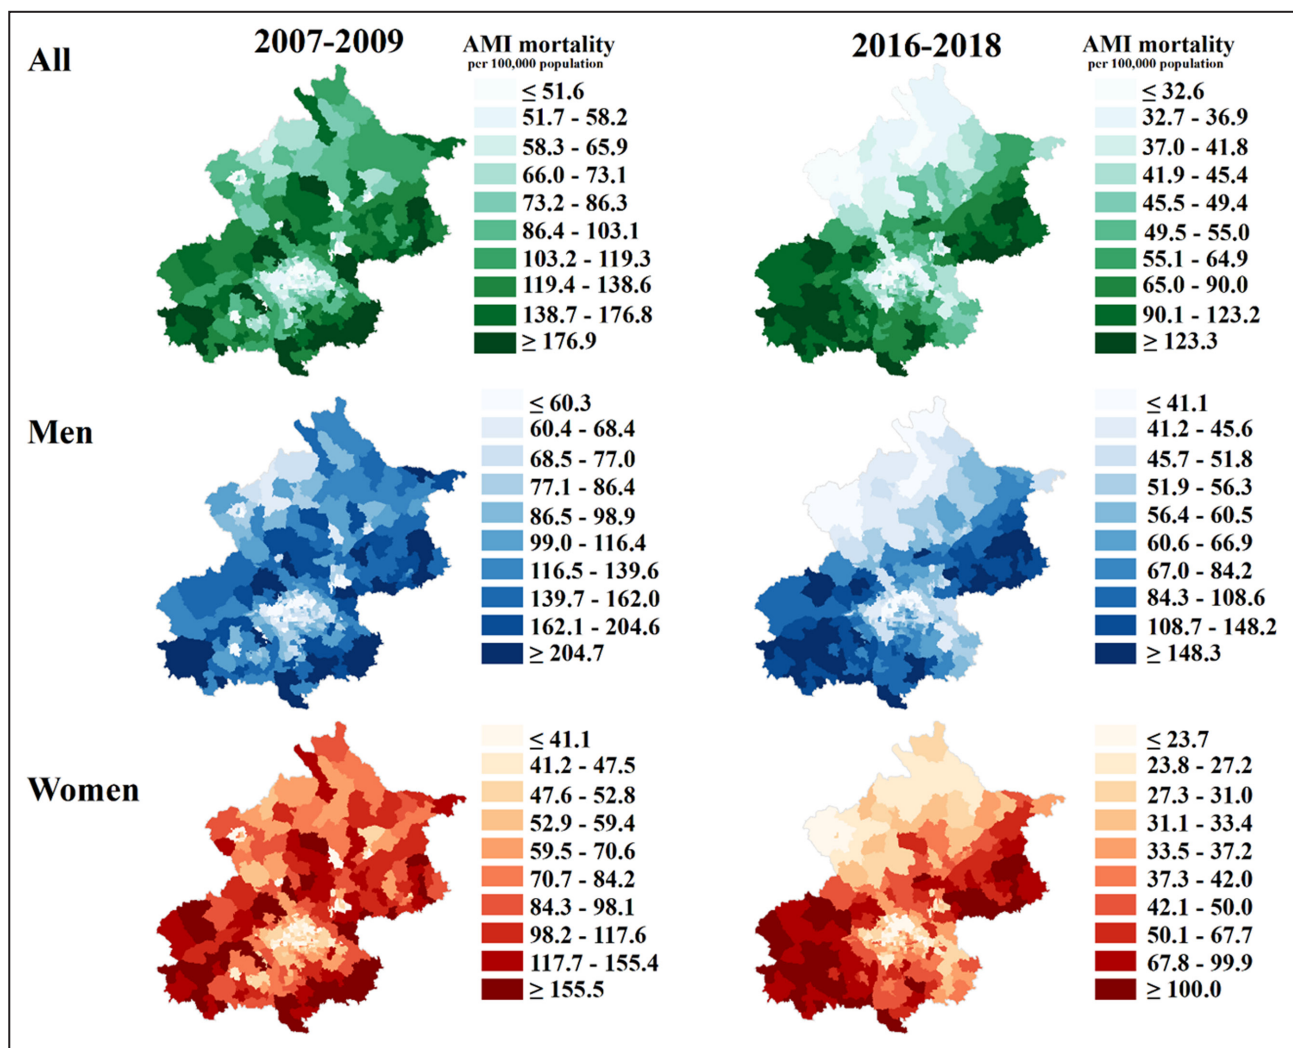 2007-2009
2016-2018
All
AMI mortality
per 100,000 population
≤ 51.6
51.7 - 58.2
58.3 - 65.9
66.0 - 73.1
73.2 - 86.3
86.4 - 103.1
103.2 - 119.3
119.4 - 138.6
138.7 - 176.8
≥ 176.9
AMI mortality
per 100,000 population
≤ 32.6
32.7 - 36.9
37.0 - 41.8
41.9 - 45.4
45.5 - 49.4
49.5 - 55.0
55.1 - 64.9
65.0 - 90.0
90.1 - 123.2
≥ 123.3
Men
≤ 60.3
60.4 - 68.4
68.5 - 77.0
77.1 - 86.4
86.5 - 98.9
99.0 - 116.4
116.5 - 139.6
139.7 - 162.0
162.1 - 204.6
≥ 204.7
≤ 41.1
41.2 - 45.6
45.7 - 51.8
51.9 - 56.3
56.4 - 60.5
60.6 - 66.9
67.0 - 84.2
84.3 - 108.6
108.7 - 148.2
≥ 148.3
Women
≤ 41.1
41.2 - 47.5
47.6 - 52.8
52.9 - 59.4
59.5 - 70.6
70.7 - 84.2
84.3 - 98.1
98.2 - 117.6
117.7 - 155.4
≥ 155.5
≤ 23.7
23.8 - 27.2
27.3 - 31.0
31.1 - 33.4
33.5 - 37.2
37.3 - 42.0
42.1 - 50.0
50.1 - 67.7
67.8 - 99.9
≥ 100.0